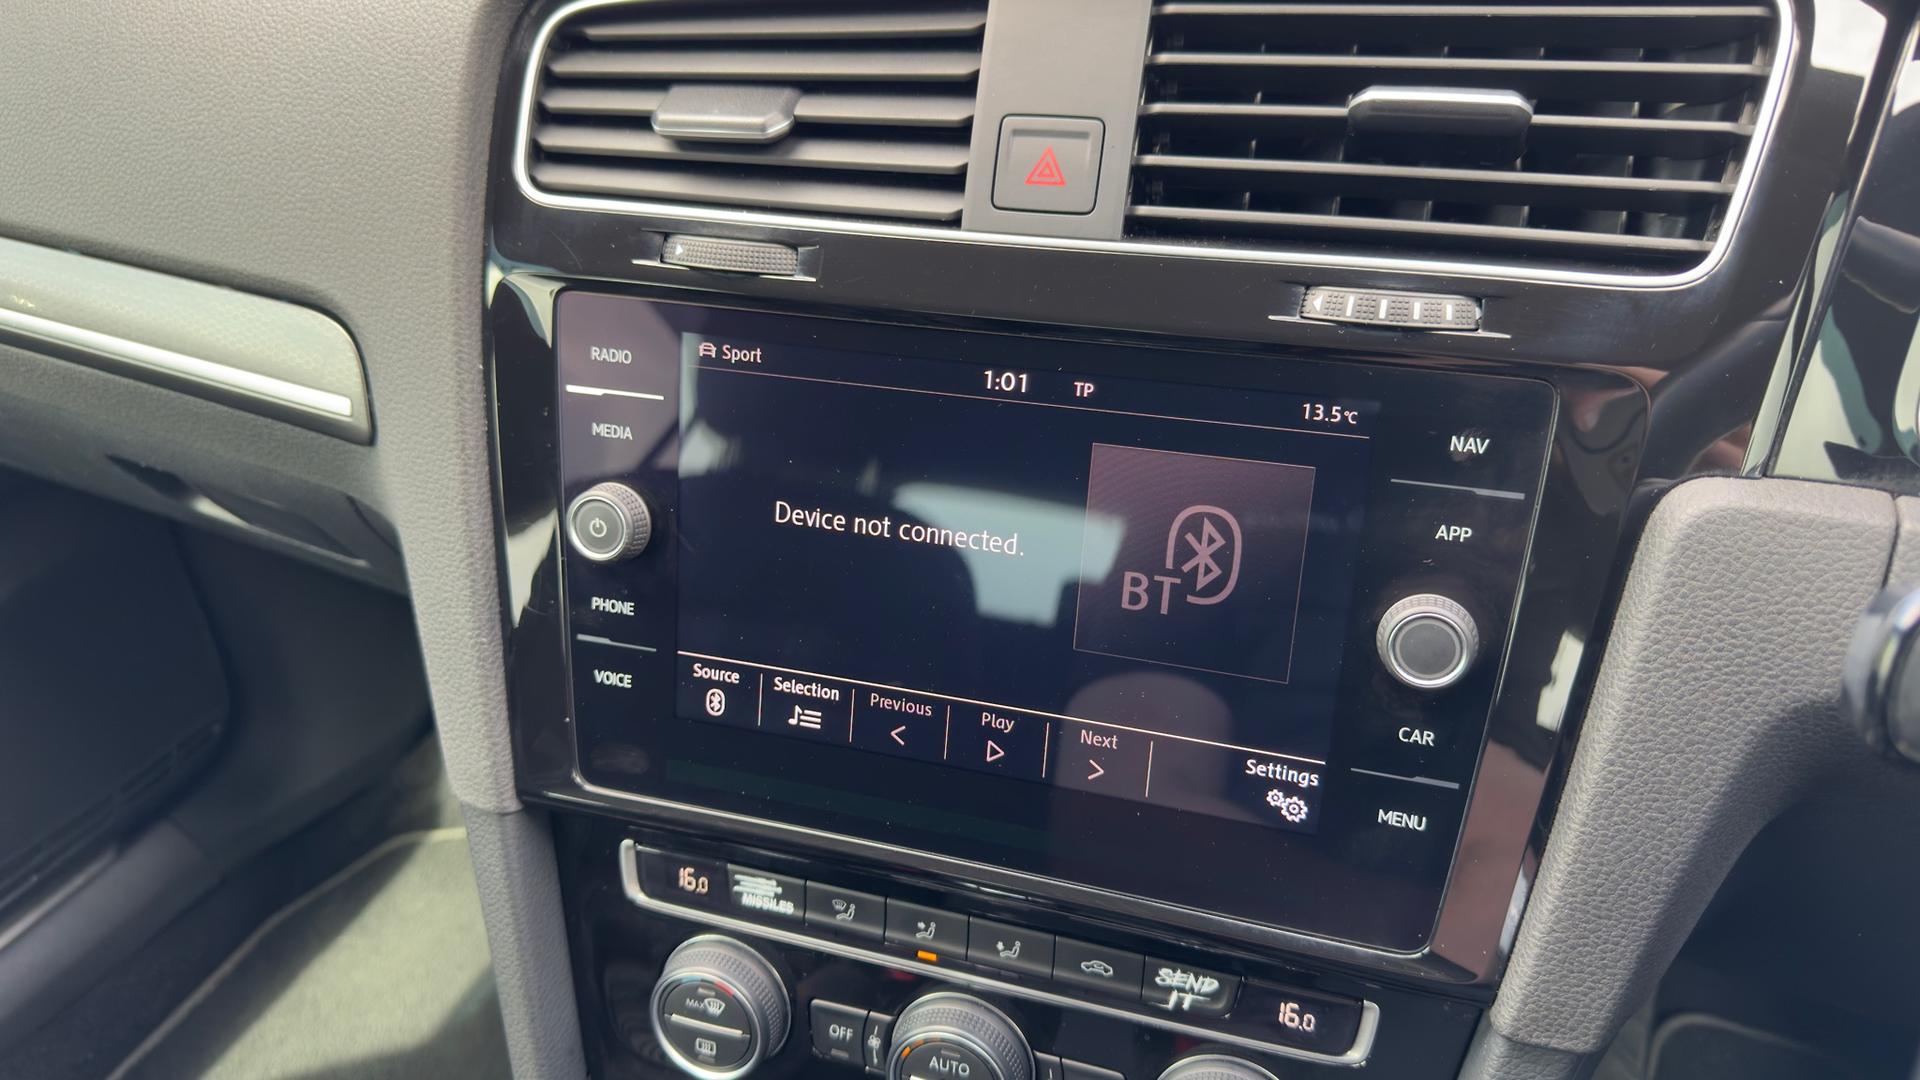 RADIO
MEDIA
PHONE
VOICE
Sport
1:01 TP
13.5°C
Device not connected.
BT
Source
Selection
Previous
Play
Next
Settings
NAV
APP
CAR
MENU
16.0
MISSILES
SEND
IT
16.0
MAX
OFF
AUTO